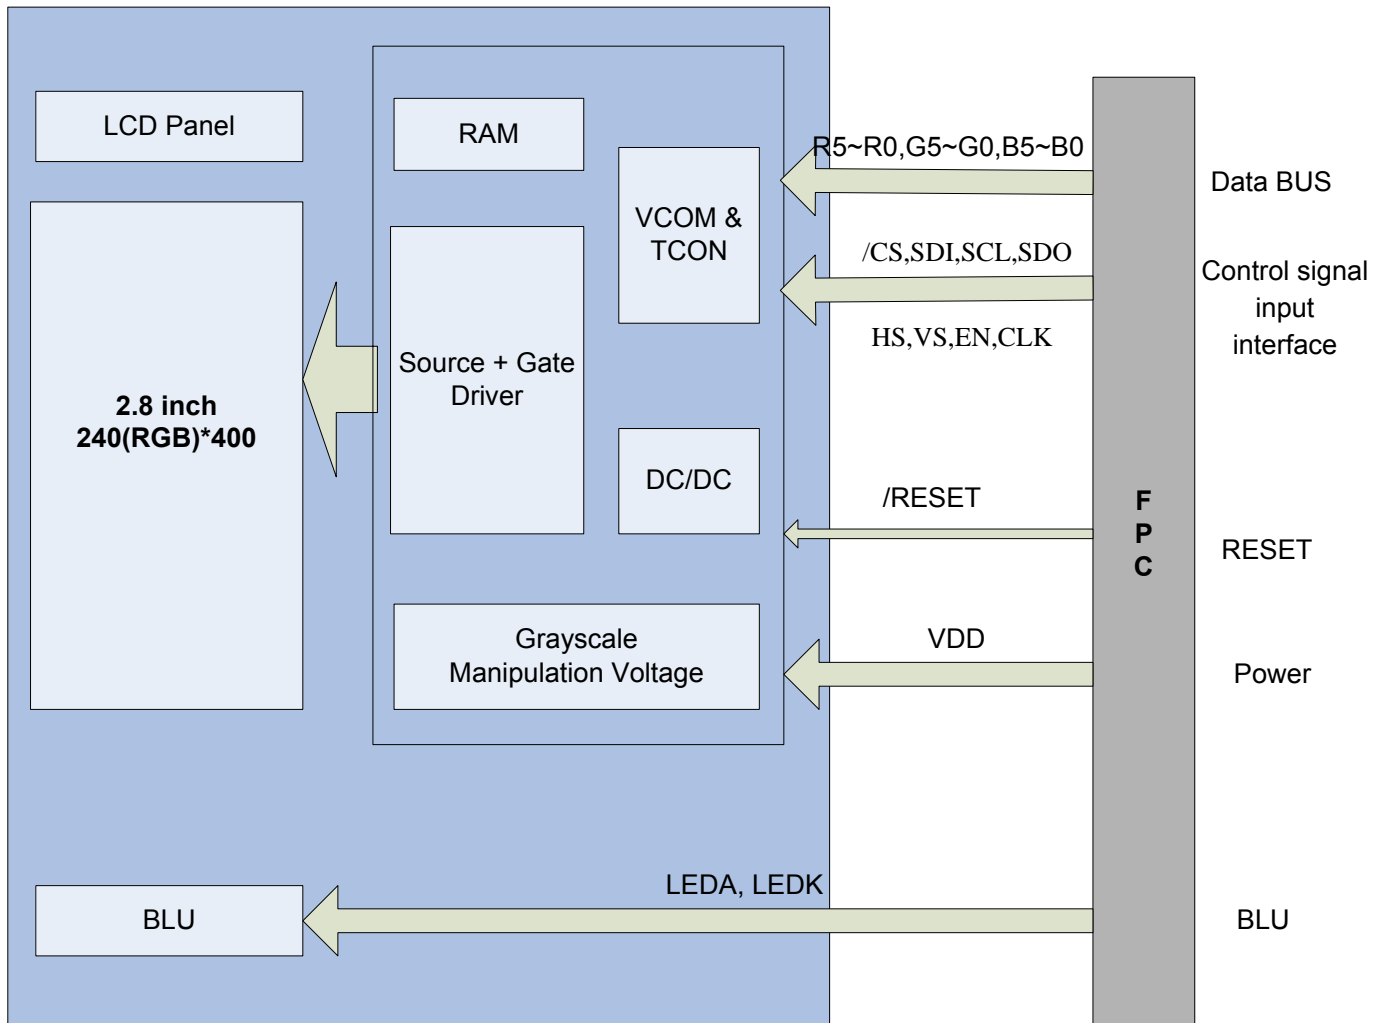 LCD Panel
RAM
R5~R0,G5~G0,B5~B0
Data BUS
VCOM &
TCON
/CS,SDI,SCL,SDO
Control signal
input
interface
HS,VS,EN,CLK
Source + Gate
Driver
2.8 inch
240(RGB)*400
DC/DC
/RESET
F
P
C
RESET
Grayscale
Manipulation Voltage
VDD
Power
LEDA, LEDK
BLU
BLU